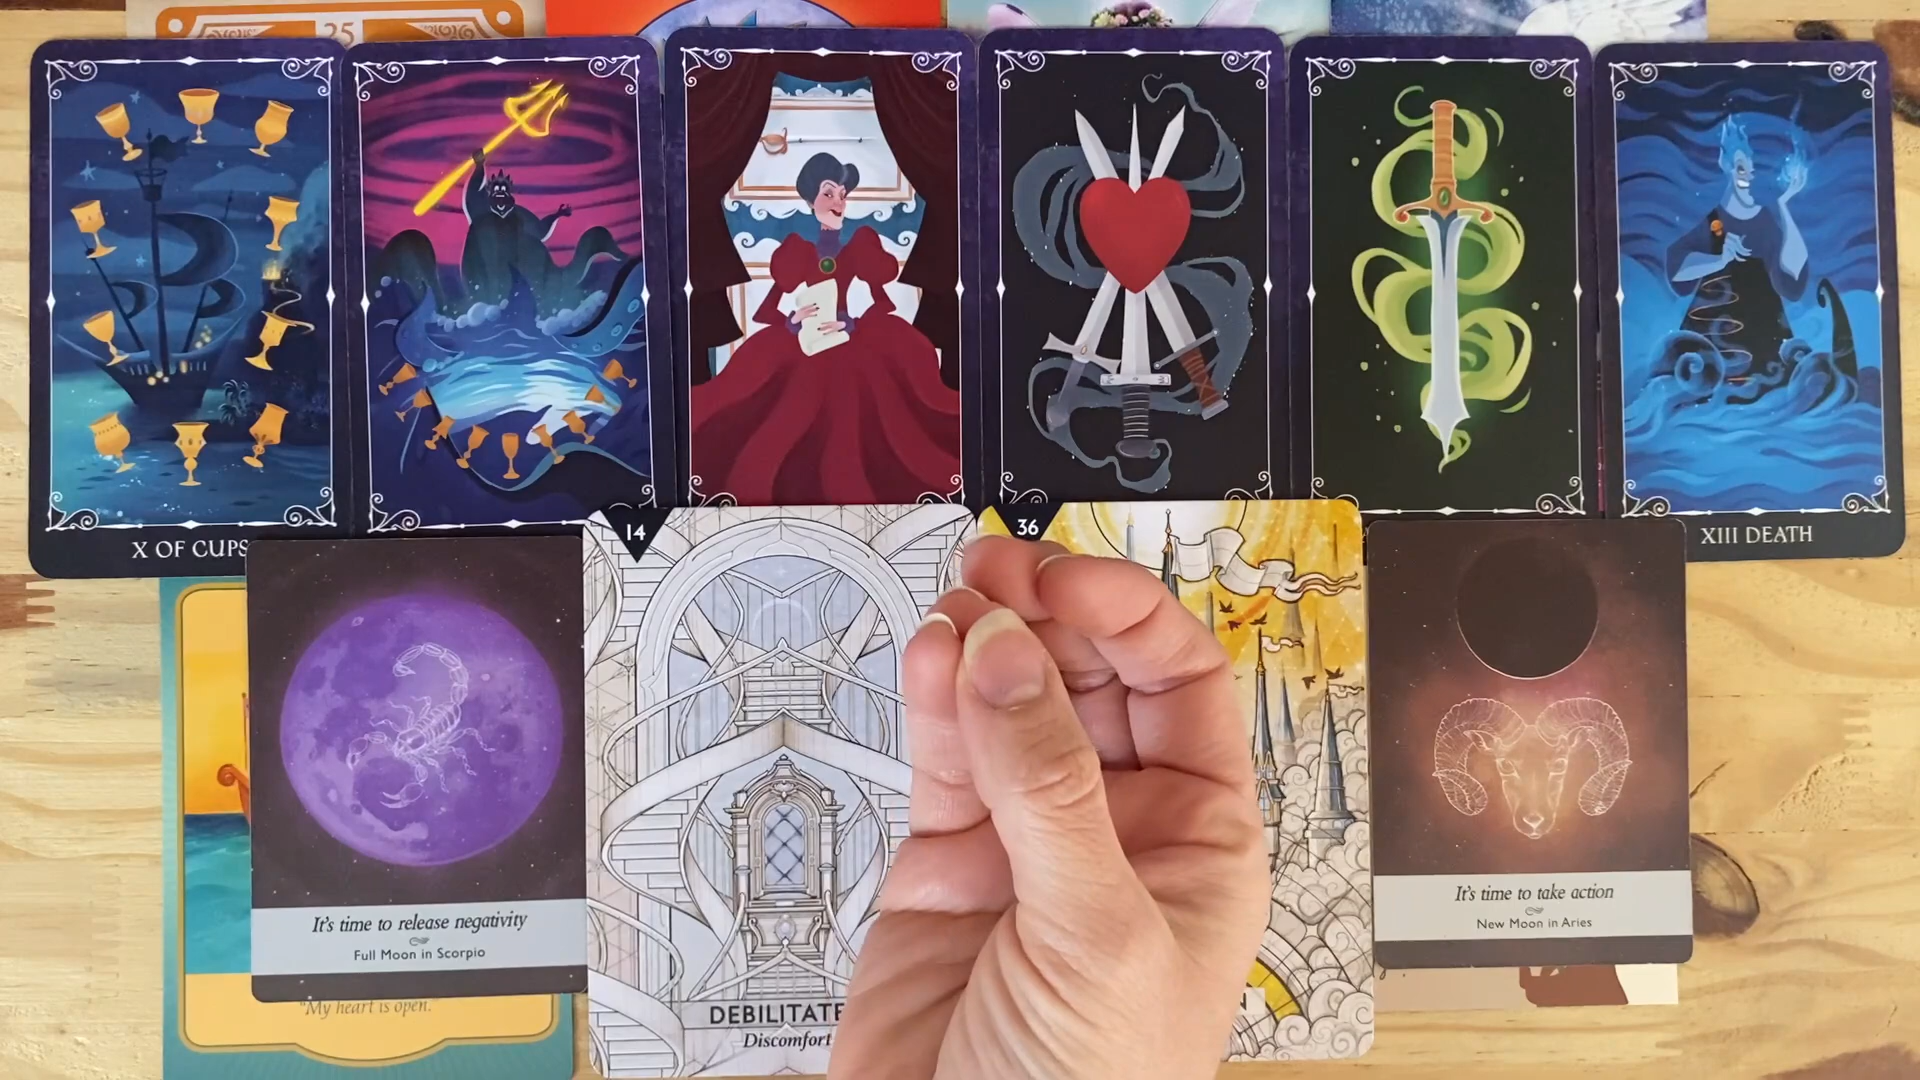 25
X OF CUPS
XIII DEATH
14
36
It's time to release negativity
Full Moon in Scorpio
It's time to take action
New Moon in Aries
"My heart is open."
DEBILITATE
Discomfort
N